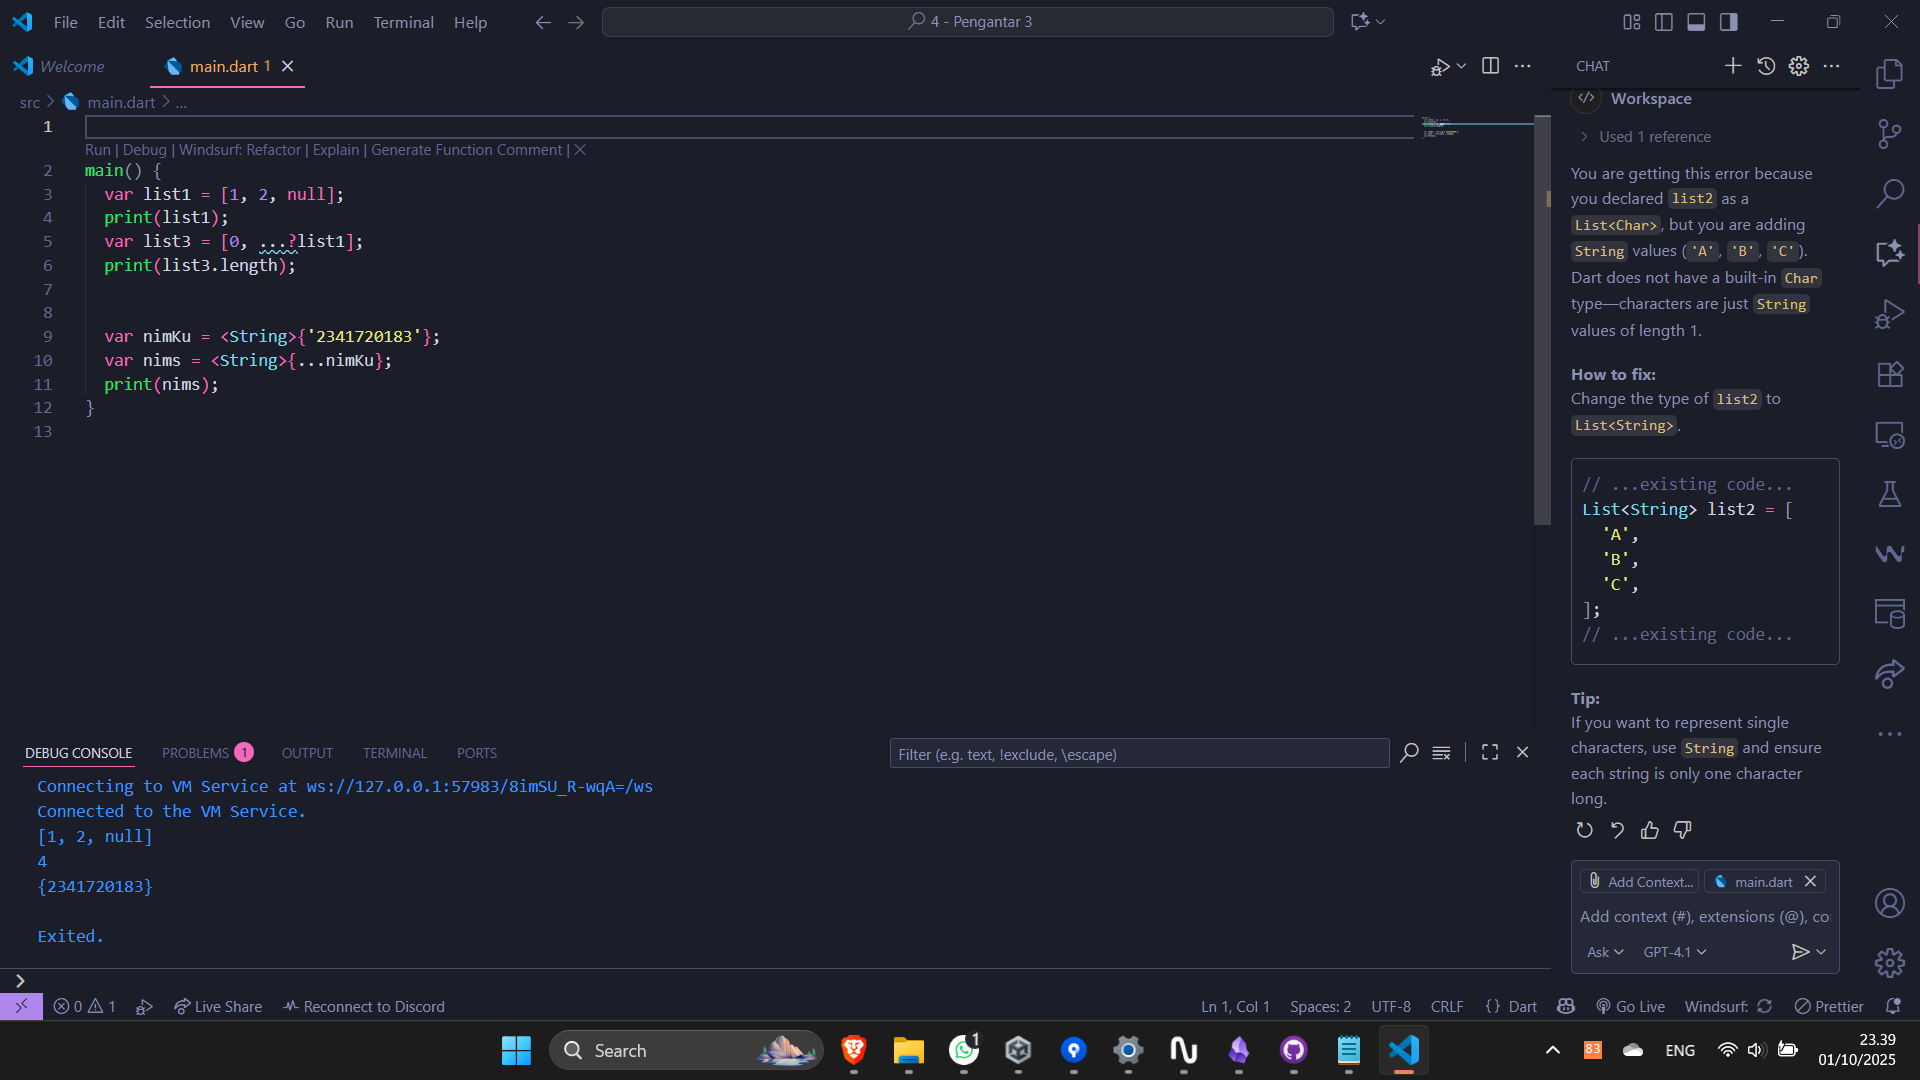 File Edit Selection View Go Run Terminal Help
4 - Pengantar 3
Welcome
main.dart 1
src > main.dart > ...
1
Run | Debug | Windsurf: Refactor | Explain | Generate Function Comment | ✕
2 main() {
3 var list1 = [1, 2, null];
4 print(list1);
5 var list3 = [0, ...?list1];
6 print(list3.length);
7
8
9 var nimKu = <String>{'2341720183'};
10 var nims = <String>{...nimKu};
11 print(nims);
12 }
13
DEBUG CONSOLE PROBLEMS 1 OUTPUT TERMINAL PORTS
Filter (e.g. text, !exclude, \escape)
Connecting to VM Service at ws://127.0.0.1:57983/8imSU_R-wqA=/ws
Connected to the VM Service.
[1, 2, null]
4
{2341720183}
Exited.
CHAT
Workspace
Used 1 reference
You are getting this error because
you declared list2 as a
List<Char>, but you are adding
String values ('A', 'B', 'C').
Dart does not have a built-in Char
type—characters are just String
values of length 1.
How to fix:
Change the type of list2 to
List<String>.
// ...existing code...
List<String> list2 = [
'A',
'B',
'C',
];
// ...existing code...
Tip:
If you want to represent single
characters, use String and ensure
each string is only one character
long.
Add Context... main.dart
Add context (#), extensions (@), co
Ask GPT-4.1
0 1 Live Share Reconnect to Discord
Ln 1, Col 1 Spaces: 2 UTF-8 CRLF {} Dart Go Live Windsurf: Prettier
Search
1
83
ENG
23.39
01/10/2025